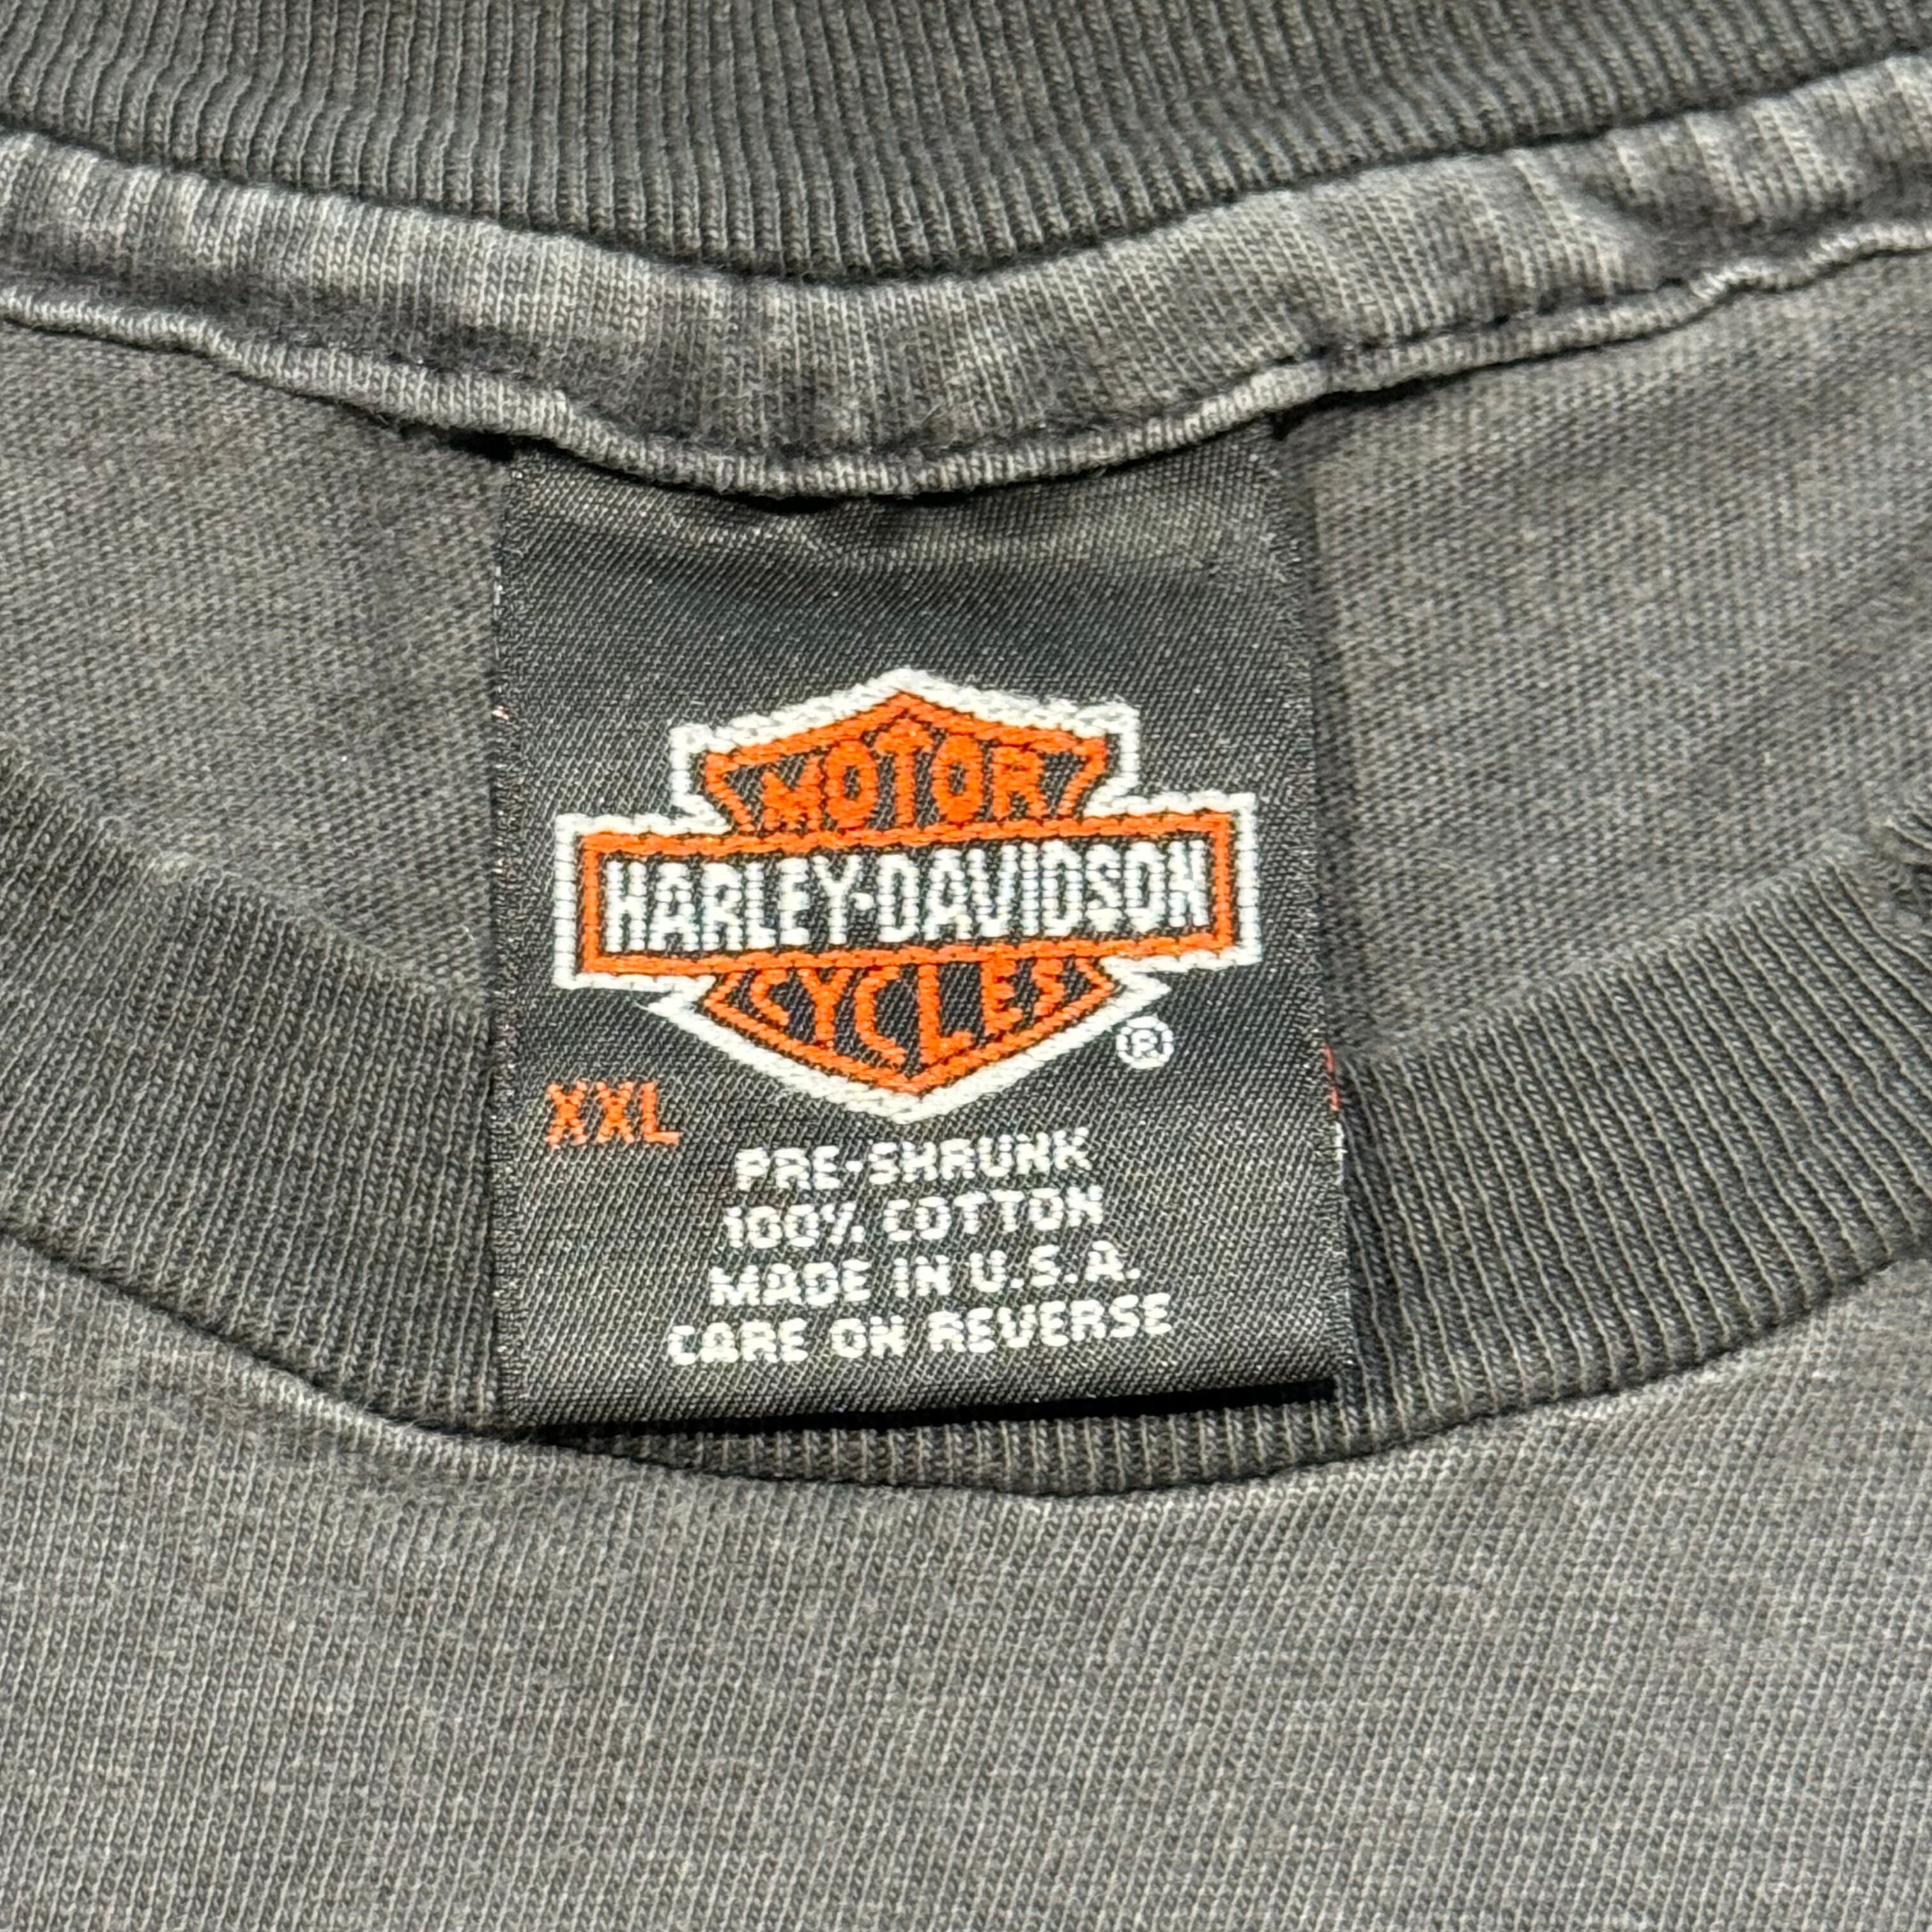 MOTOR
HARLEY-DAVIDSON
CYCLES
®
XXL
PRE-SHRUNK
100% COTTON
MADE IN U.S.A.
CARE ON REVERSE